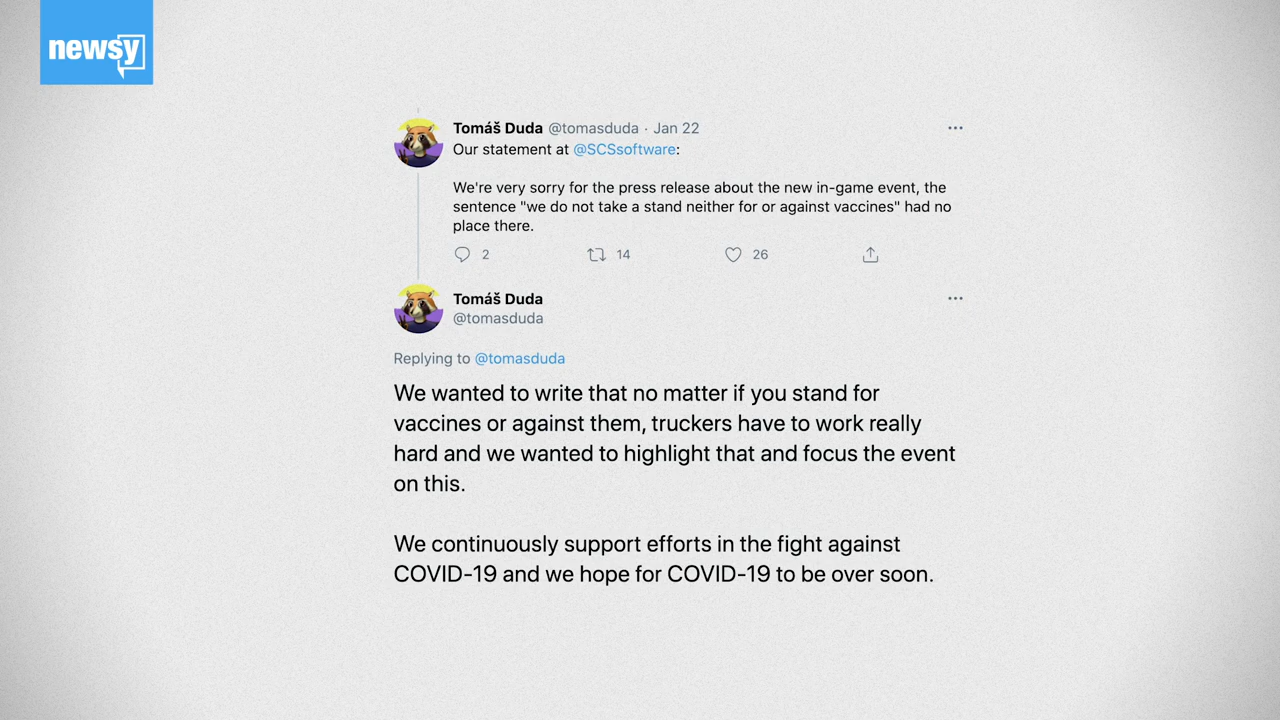 newsy
Tomáš Duda @tomasduda · Jan 22
Our statement at @SCSsoftware:
We're very sorry for the press release about the new in-game event, the
sentence "we do not take a stand neither for or against vaccines" had no
place there.
2 14 26
Tomáš Duda
@tomasduda
Replying to @tomasduda
We wanted to write that no matter if you stand for
vaccines or against them, truckers have to work really
hard and we wanted to highlight that and focus the event
on this.
We continuously support efforts in the fight against
COVID-19 and we hope for COVID-19 to be over soon.